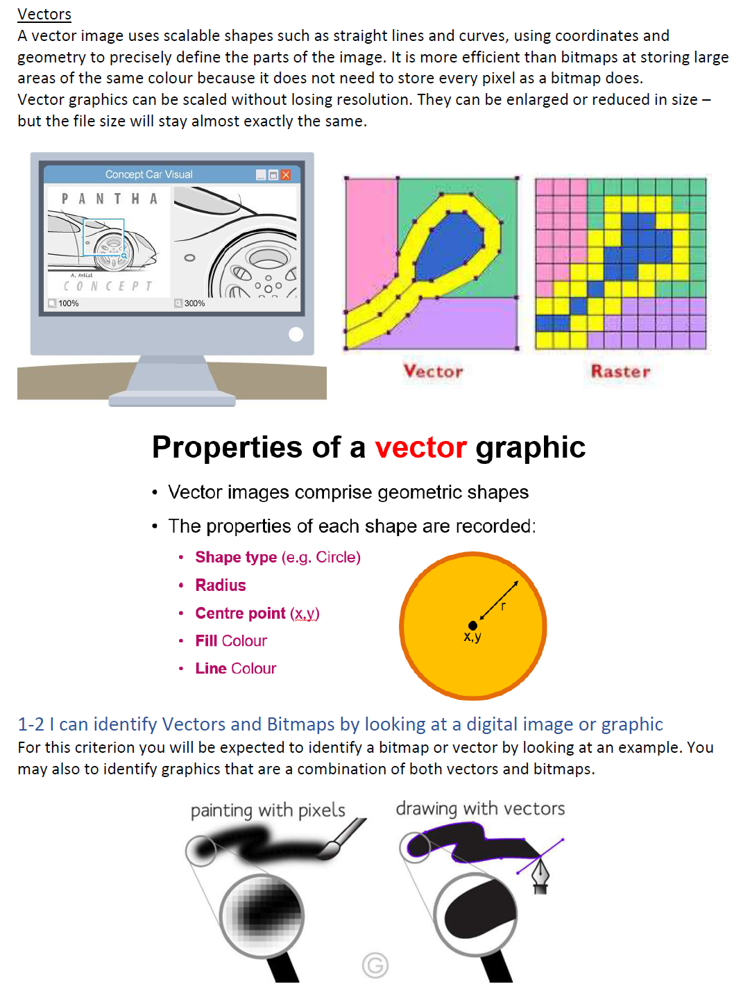 Vectors
A vector image uses scalable shapes such as straight lines and curves, using coordinates and
geometry to precisely define the parts of the image. It is more efficient than bitmaps at storing large
areas of the same colour because it does not need to store every pixel as a bitmap does.
Vector graphics can be scaled without losing resolution. They can be enlarged or reduced in size –
but the file size will stay almost exactly the same.
Concept Car Visual
PANTHA
A. Artist
CONCEPT
100%
300%
Vector
Raster
Properties of a vector graphic
• Vector images comprise geometric shapes
• The properties of each shape are recorded:
• Shape type (e.g. Circle)
• Radius
• Centre point (x,y)
• Fill Colour
• Line Colour
r
x,y
1-2 I can identify Vectors and Bitmaps by looking at a digital image or graphic
For this criterion you will be expected to identify a bitmap or vector by looking at an example. You
may also to identify graphics that are a combination of both vectors and bitmaps.
painting with pixels
drawing with vectors
G